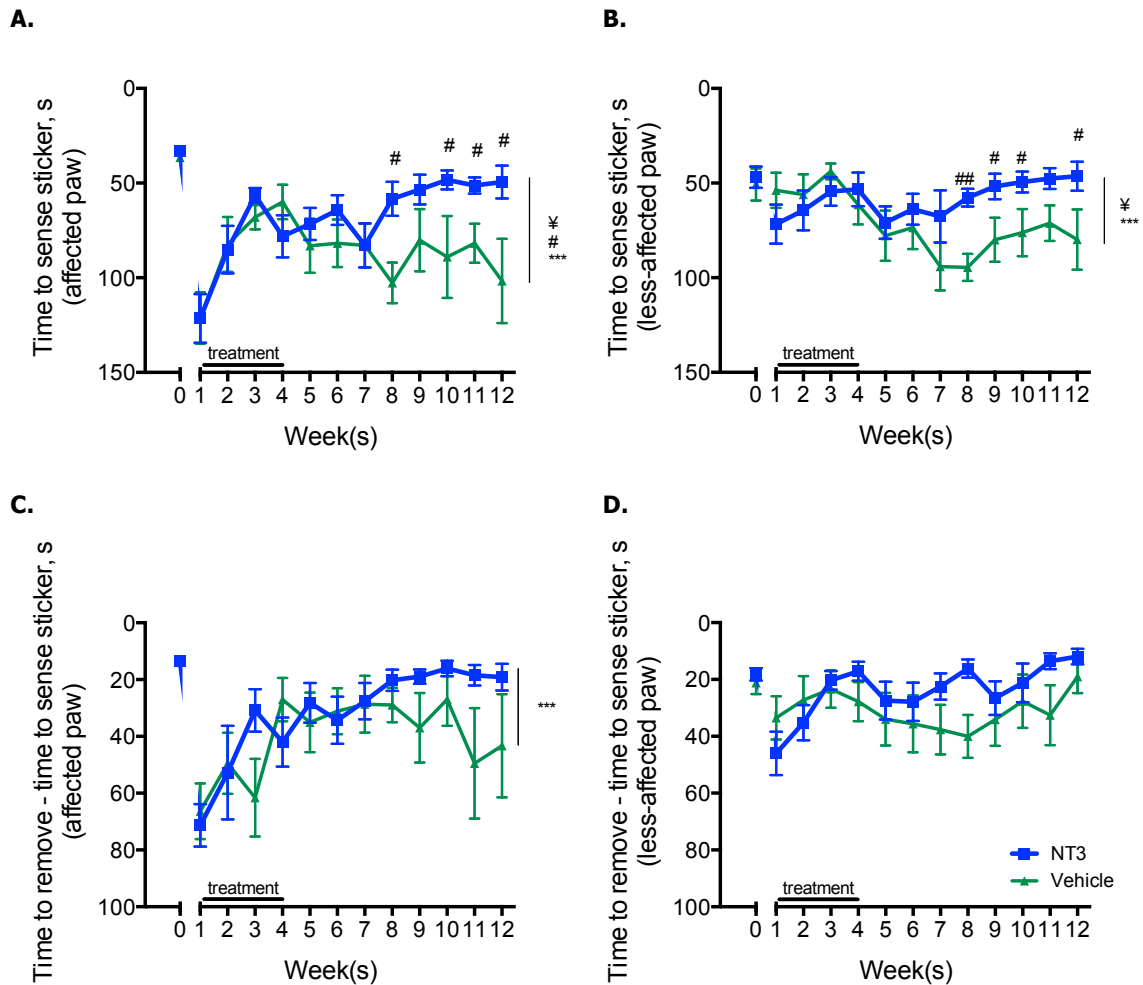 A.
B.
Time to sense sticker, s
(affected paw)
0
50
100
150
#
#
#
#
¥
#
***
treatment
0 1 2 3 4 5 6 7 8 9 10 11 12
Week(s)
Time to sense sticker, s
(less-affected paw)
0
50
100
150
##
#
#
#
¥
***
treatment
0 1 2 3 4 5 6 7 8 9 10 11 12
Week(s)
C.
D.
Time to remove - time to sense sticker, s
(affected paw)
0
20
40
60
80
100
***
treatment
0 1 2 3 4 5 6 7 8 9 10 11 12
Week(s)
Time to remove - time to sense sticker, s
(less-affected paw)
0
20
40
60
80
100
NT3
Vehicle
treatment
0 1 2 3 4 5 6 7 8 9 10 11 12
Week(s)